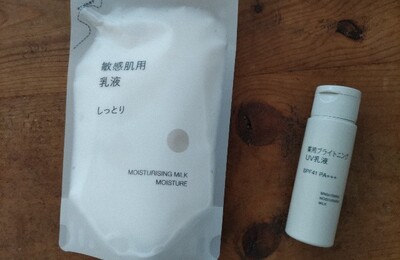 敏感肌用
乳液
しっとり
MOISTURISING MILK
MOISTURE
薬用ブライトニング
UV乳液
SPF41 PA+++